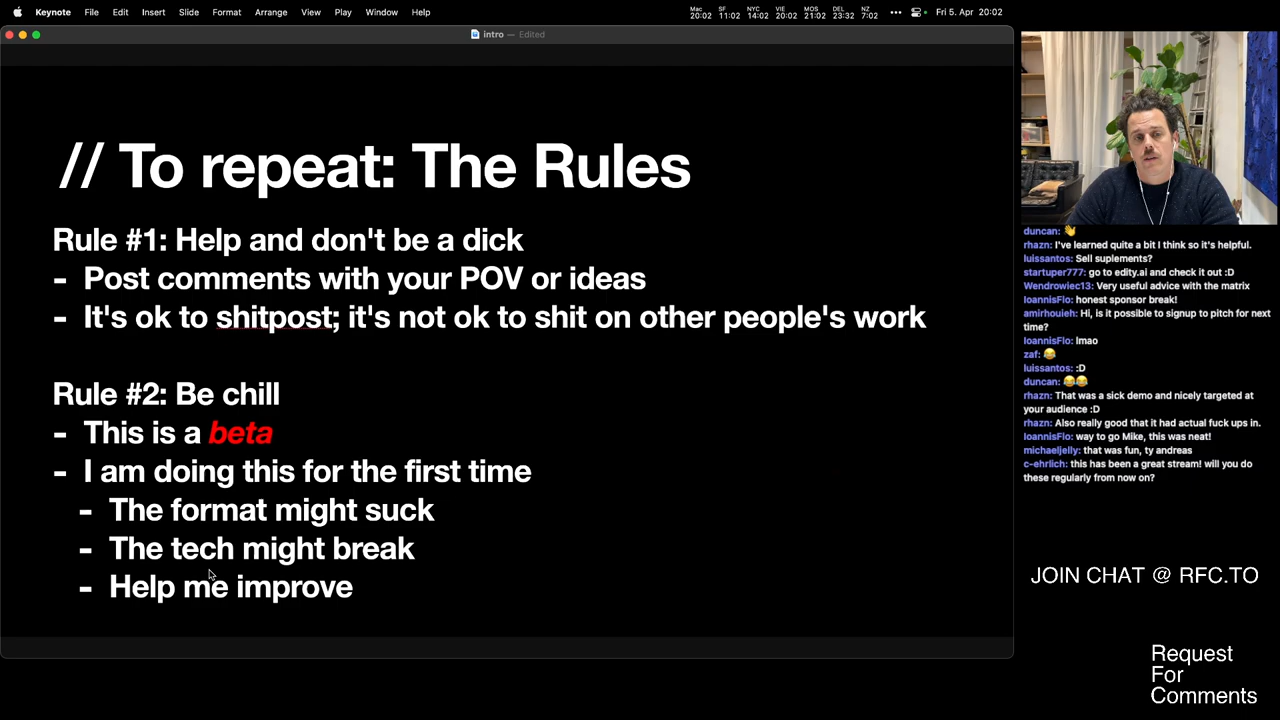 Keynote File Edit Insert Slide Format Arrange View Play Window Help
Mac SF NYC VIE MOS DEL NZ
20:02 11:02 14:02 20:02 21:02 23:32 7:02
Fri 5. Apr 20:02
intro — Edited
// To repeat: The Rules
Rule #1: Help and don't be a dick
- Post comments with your POV or ideas
- It's ok to shitpost; it's not ok to shit on other people's work
Rule #2: Be chill
- This is a beta
- I am doing this for the first time
- The format might suck
- The tech might break
- Help me improve
duncan: 👋
rhazn: I've learned quite a bit I think so it's helpful.
luissantos: Sell suplements?
startuper777: go to edity.ai and check it out :D
Wendrowiec13: Very useful advice with the matrix
IoannisFlo: honest sponsor break!
amirhouieh: Hi, is it possible to signup to pitch for next
time?
IoannisFlo: lmao
zaf: 😂
luissantos: :D
duncan: 😂😂
rhazn: That was a sick demo and nicely targeted at
your audience :D
rhazn: Also really good that it had actual fuck ups in.
IoannisFlo: way to go Mike, this was neat!
michaeljelly: that was fun, ty andreas
c-ehrlich: this has been a great stream! will you do
these regularly from now on?
JOIN CHAT @ RFC.TO
Request
For
Comments